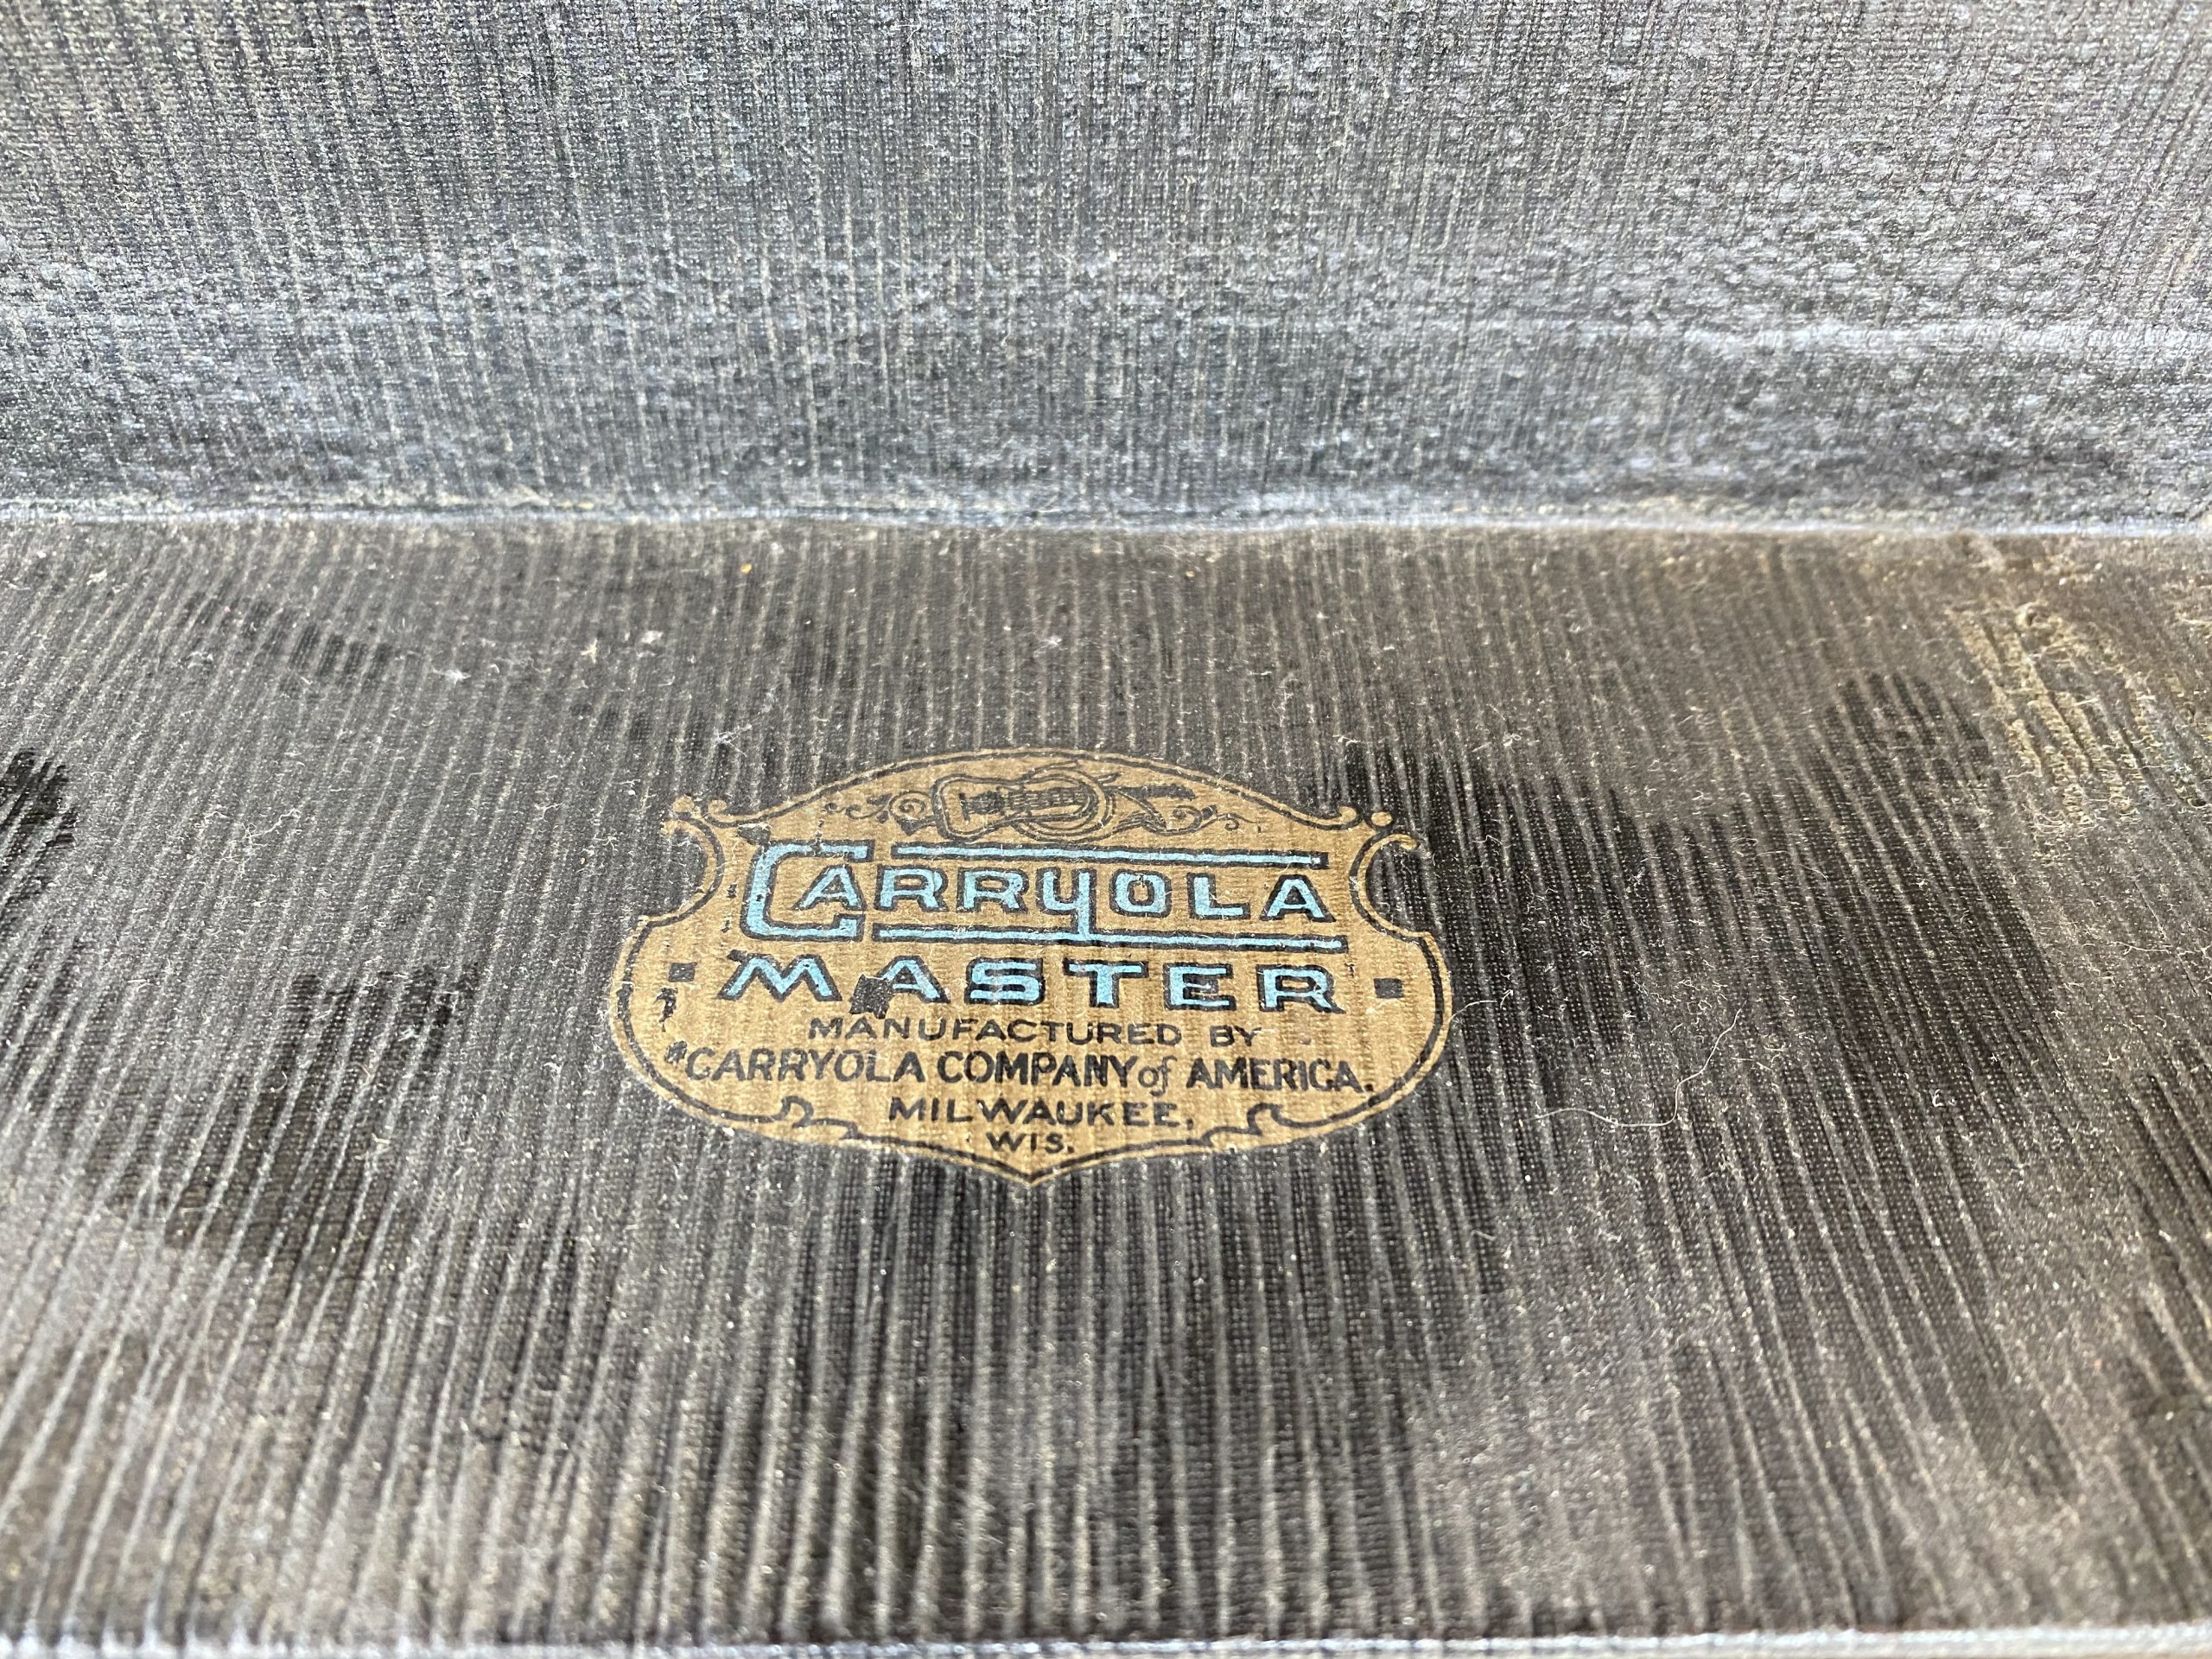 CARRYOLA
MASTER
MANUFACTURED BY
CARRYOLA COMPANY of AMERICA.
MILWAUKEE,
WIS.